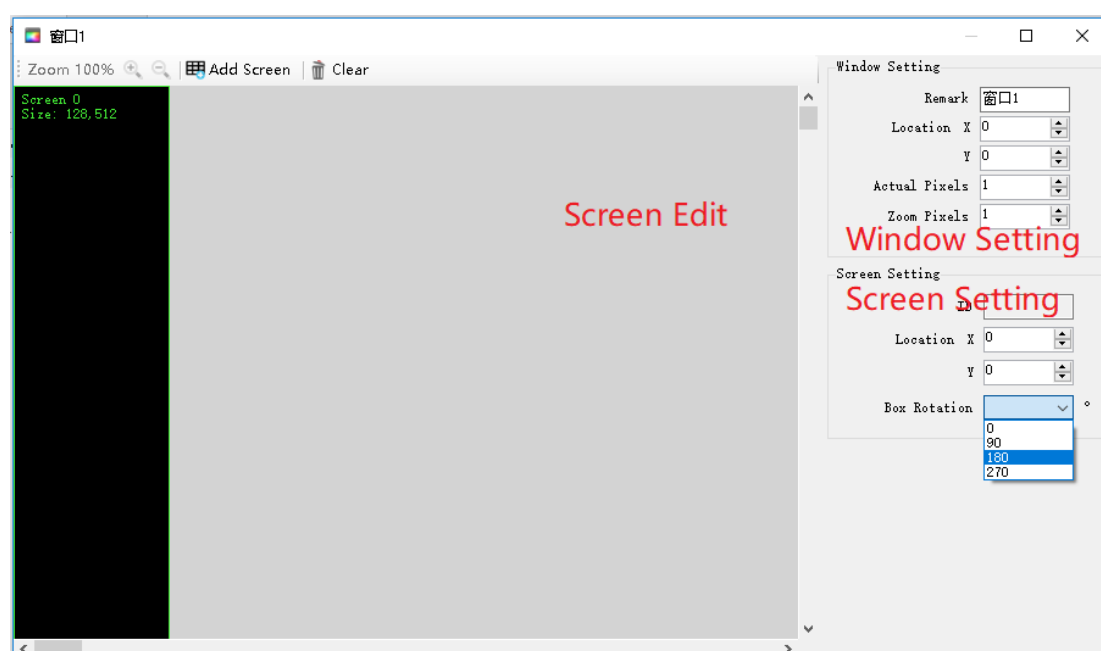 窗口1
Zoom 100% Add Screen Clear
Screen 0
Size: 128,512
Screen Edit
Window Setting
Remark 窗口1
Location X 0
Y 0
Actual Pixels 1
Zoom Pixels 1
Window Setting
Screen Setting
Screen Setting
ID
Location X 0
Y 0
Box Rotation °
0
90
180
270